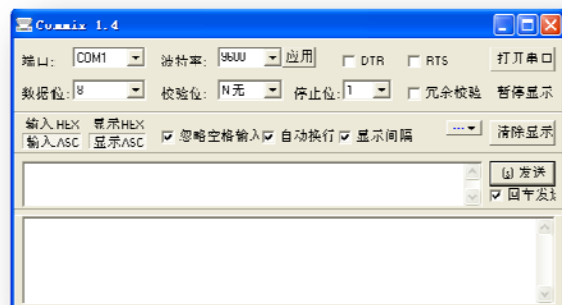 Commix 1.4
端口: COM1 波特率: 9600 应用 DTR RTS 打开串口
数据位: 8 校验位: N无 停止位: 1 冗余校验 暂停显示
输入HEX 显示HEX
输入ASC 显示ASC 忽略空格输入 自动换行 显示间隔 清除显示
发送
回车发